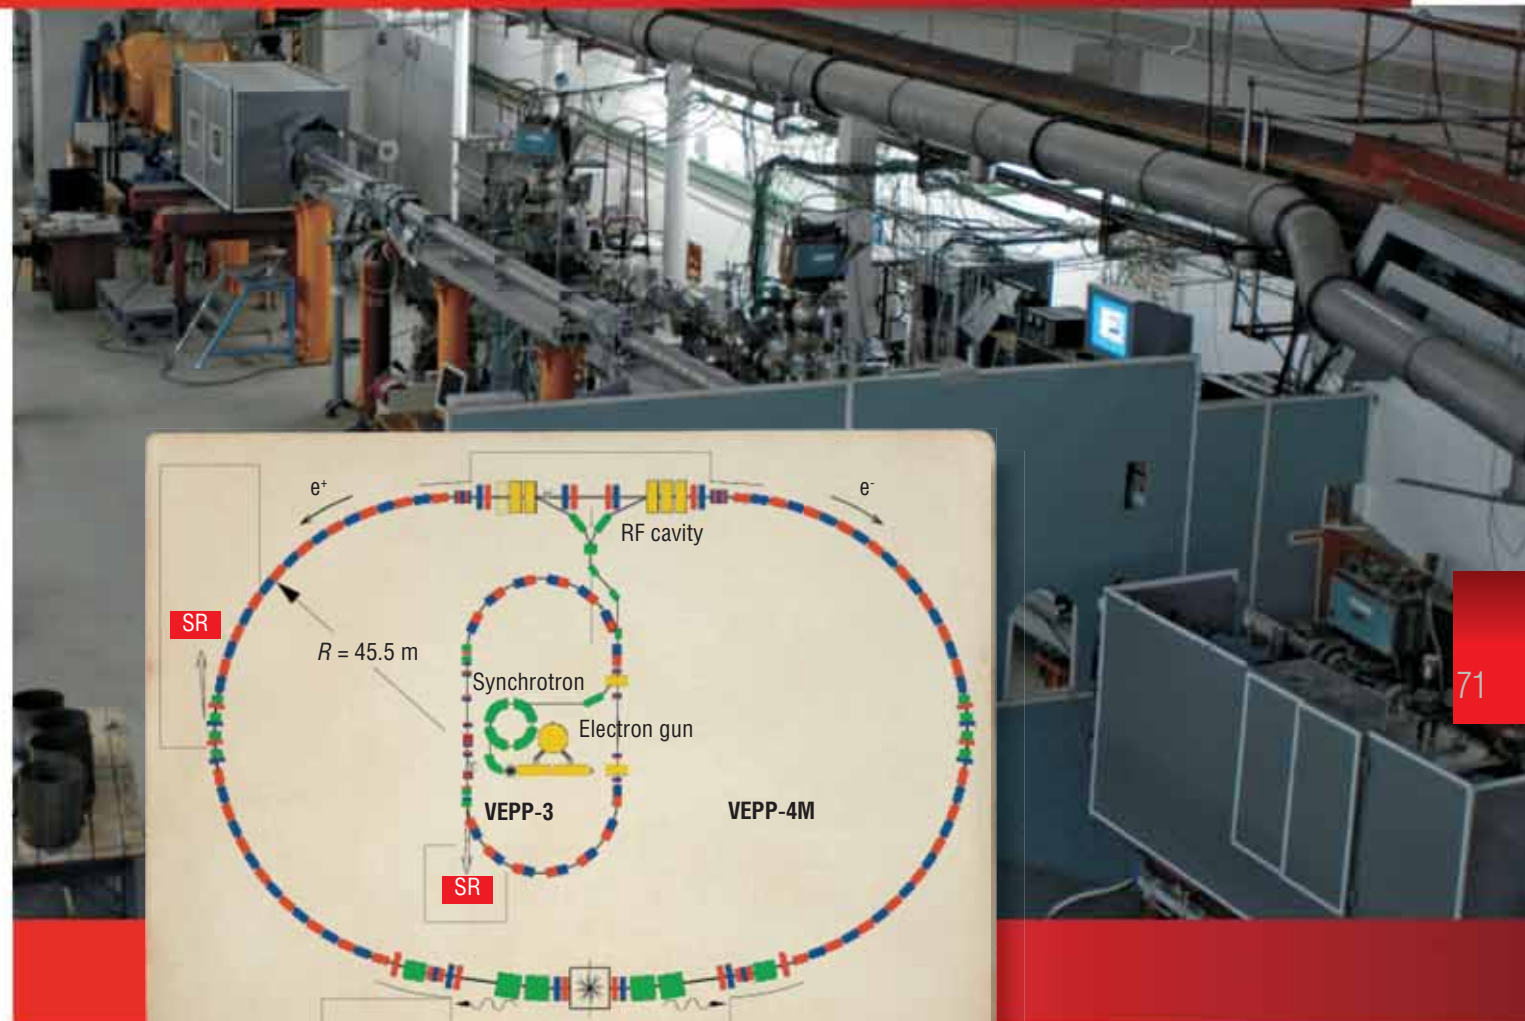 e⁺
e⁻
RF cavity
SR
R = 45.5 m
Synchrotron
71
Electron gun
VEPP-3
VEPP-4M
SR